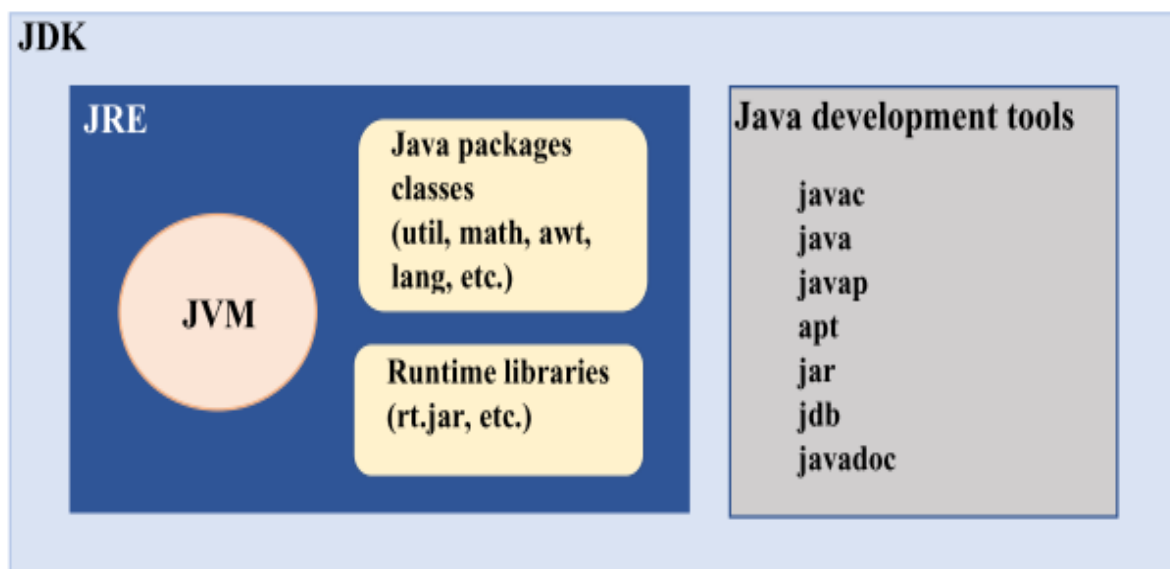 JDK
JRE
JVM
Java packages
classes
(util, math, awt,
lang, etc.)
Runtime libraries
(rt.jar, etc.)
Java development tools
javac
java
javap
apt
jar
jdb
javadoc